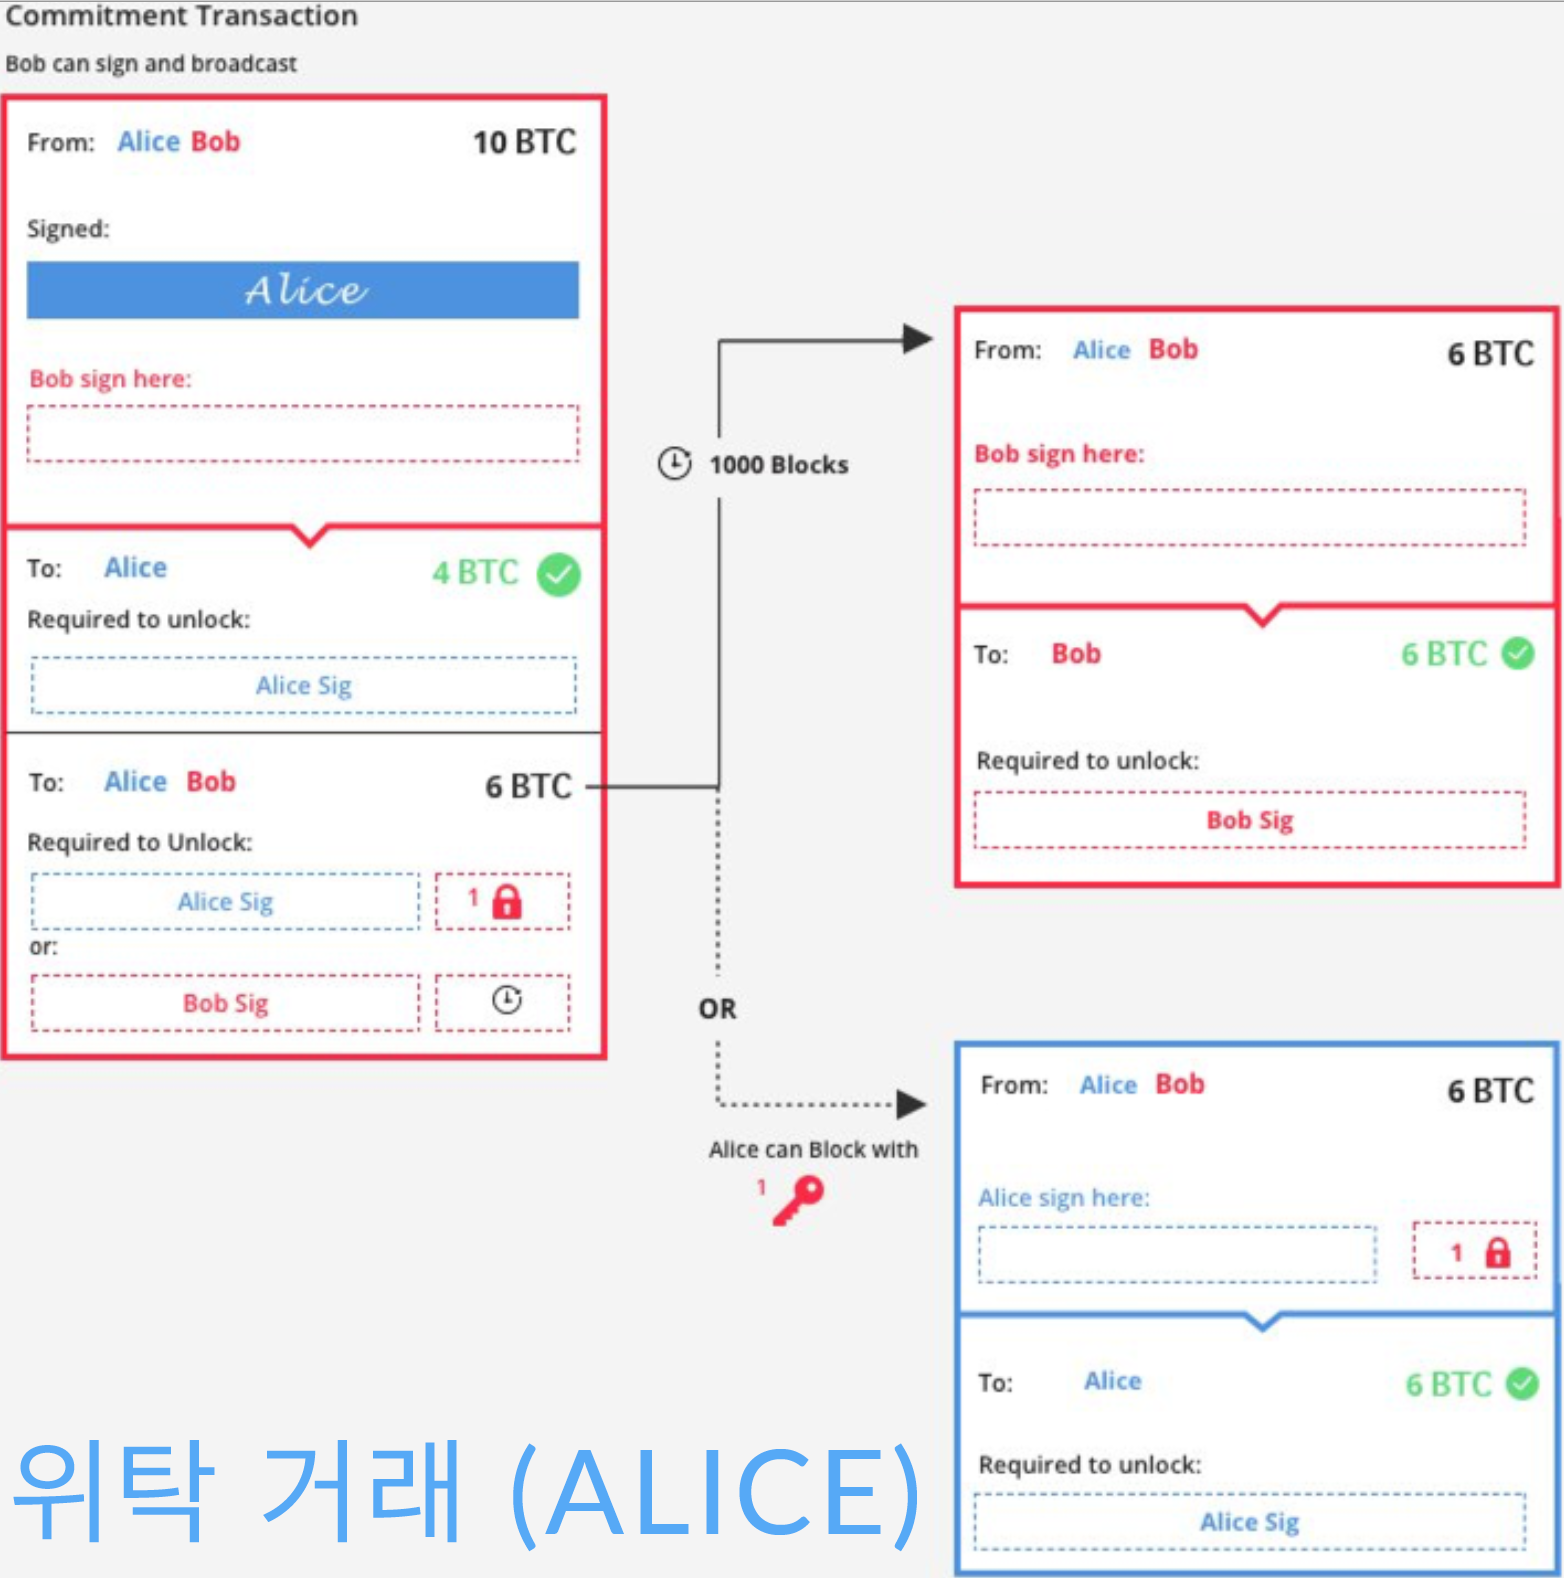 Commitment Transaction
Bob can sign and broadcast
From: Alice Bob 10 BTC
Signed:
Alice
Bob sign here:
To: Alice 4 BTC
Required to unlock:
Alice Sig
To: Alice Bob 6 BTC
Required to Unlock:
Alice Sig 1
or:
Bob Sig
1000 Blocks
From: Alice Bob 6 BTC
Bob sign here:
To: Bob 6 BTC
Required to unlock:
Bob Sig
OR
Alice can Block with
1
From: Alice Bob 6 BTC
Alice sign here:
1
To: Alice 6 BTC
Required to unlock:
Alice Sig
위탁 거래 (ALICE)